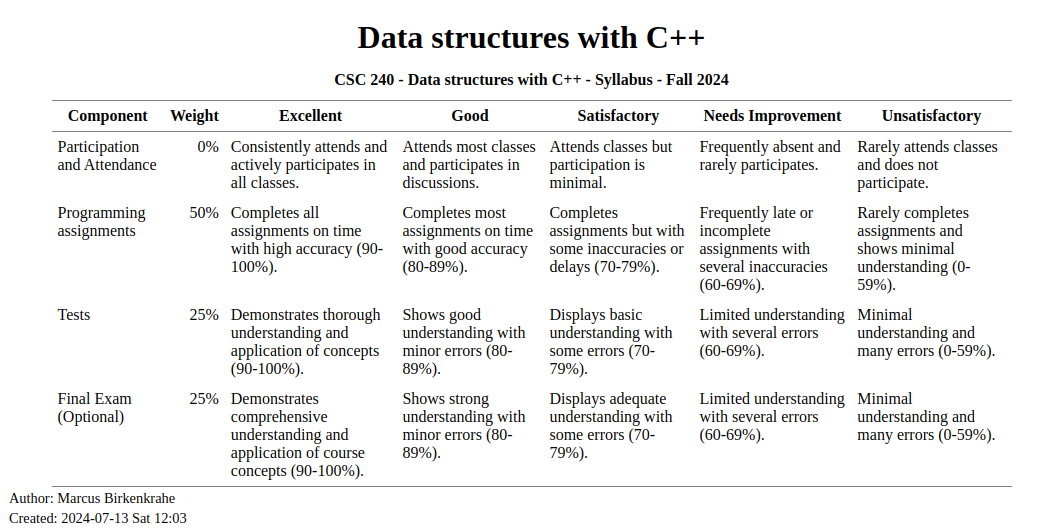 Data structures with C++
CSC 240 - Data structures with C++ - Syllabus - Fall 2024
Component Weight Excellent Good Satisfactory Needs Improvement Unsatisfactory
Participation 0% Consistently attends and Attends most classes Attends classes but Frequently absent and Rarely attends classes
and Attendance actively participates in and participates in participation is rarely participates. and does not
all classes. discussions. minimal. participate.
Programming 50% Completes all Completes most Completes Frequently late or Rarely completes
assignments assignments on time assignments on time assignments but with incomplete assignments and
with high accuracy (90- with good accuracy some inaccuracies or assignments with shows minimal
100%). (80-89%). delays (70-79%). several inaccuracies understanding (0-
(60-69%). 59%).
Tests 25% Demonstrates thorough Shows good Displays basic Limited understanding Minimal
understanding and understanding with understanding with with several errors understanding and
application of concepts minor errors (80- some errors (70- (60-69%). many errors (0-59%).
(90-100%). 89%). 79%).
Final Exam 25% Demonstrates Shows strong Displays adequate Limited understanding Minimal
(Optional) comprehensive understanding with understanding with with several errors understanding and
understanding and minor errors (80- some errors (70- (60-69%). many errors (0-59%).
application of course 89%). 79%).
concepts (90-100%).
Author: Marcus Birkenkrahe
Created: 2024-07-13 Sat 12:03